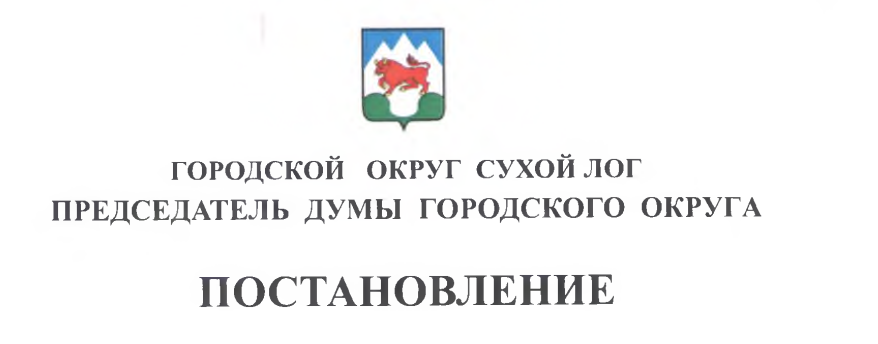 ГОРОДСКОЙ ОКРУГ СУХОЙ ЛОГ
ПРЕДСЕДАТЕЛЬ ДУМЫ ГОРОДСКОГО ОКРУГА
ПОСТАНОВЛЕНИЕ